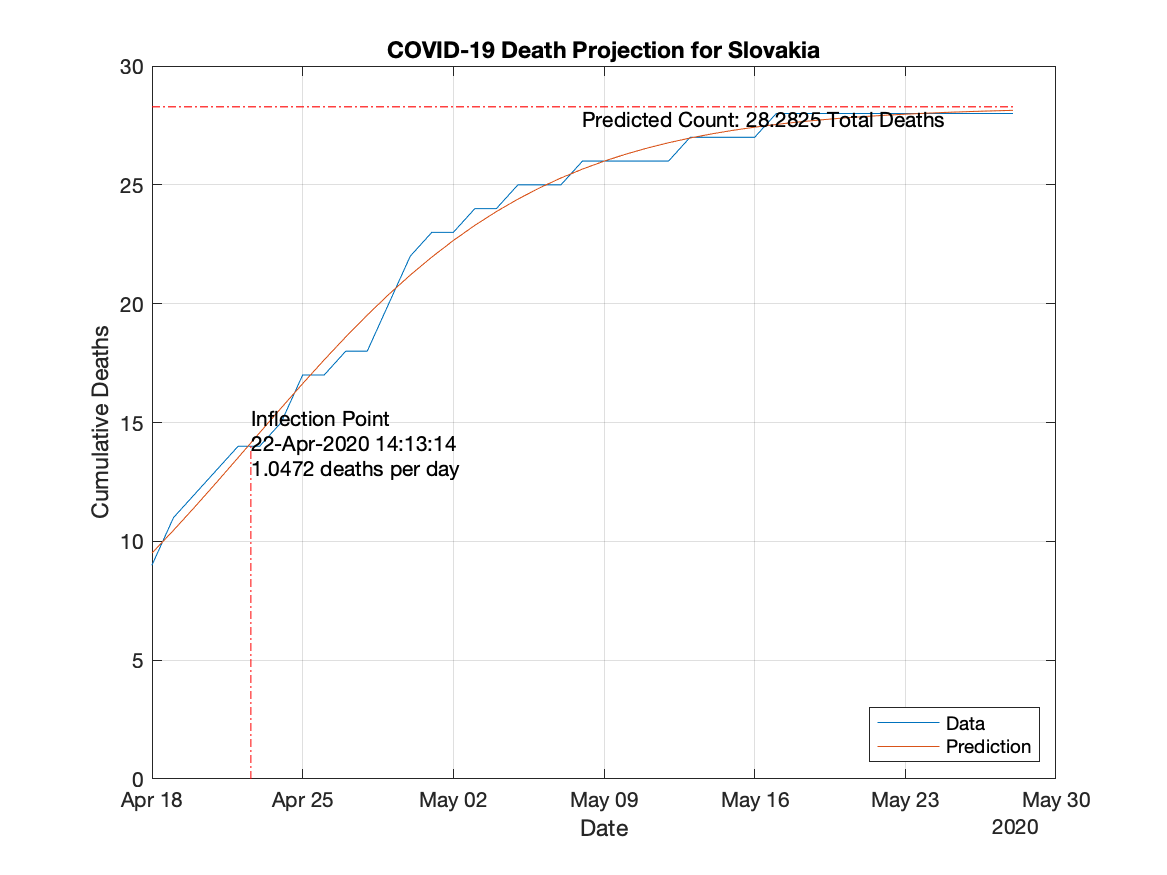 COVID-19 Death Projection for Slovakia
30
Predicted Count: 28.2825 Total Deaths
25
20
15
Inflection Point
22-Apr-2020 14:13:14
1.0472 deaths per day
10
5
0
Cumulative Deaths
Data
Prediction
Apr 18 Apr 25 May 02 May 09 May 16 May 23 May 30
Date
2020